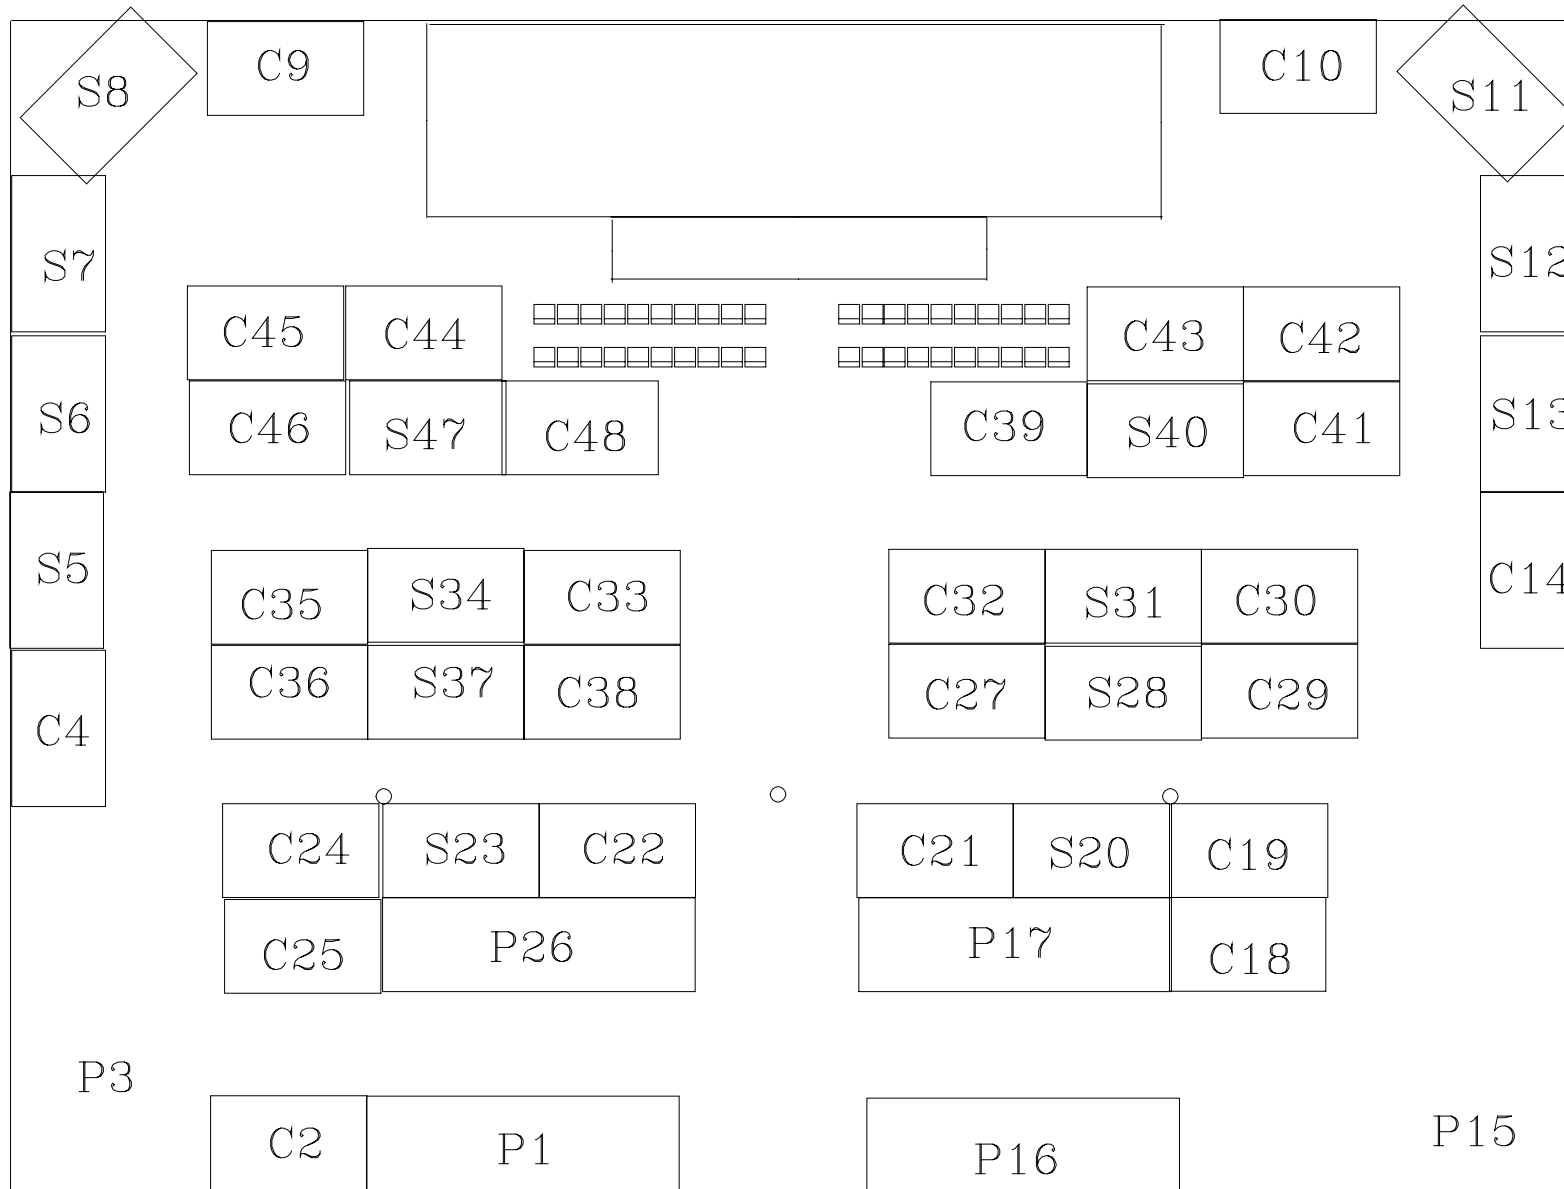 S8 C9 C10 S11
S7 S12
C45 C44 C43 C42
S6 C46 S47 C48 C39 S40 C41 S13
S5 C35 S34 C33 C32 S31 C30 C14
C4 C36 S37 C38 C27 S28 C29
C24 S23 C22 C21 S20 C19
C25 P26 P17 C18
P3
C2 P1 P16 P15